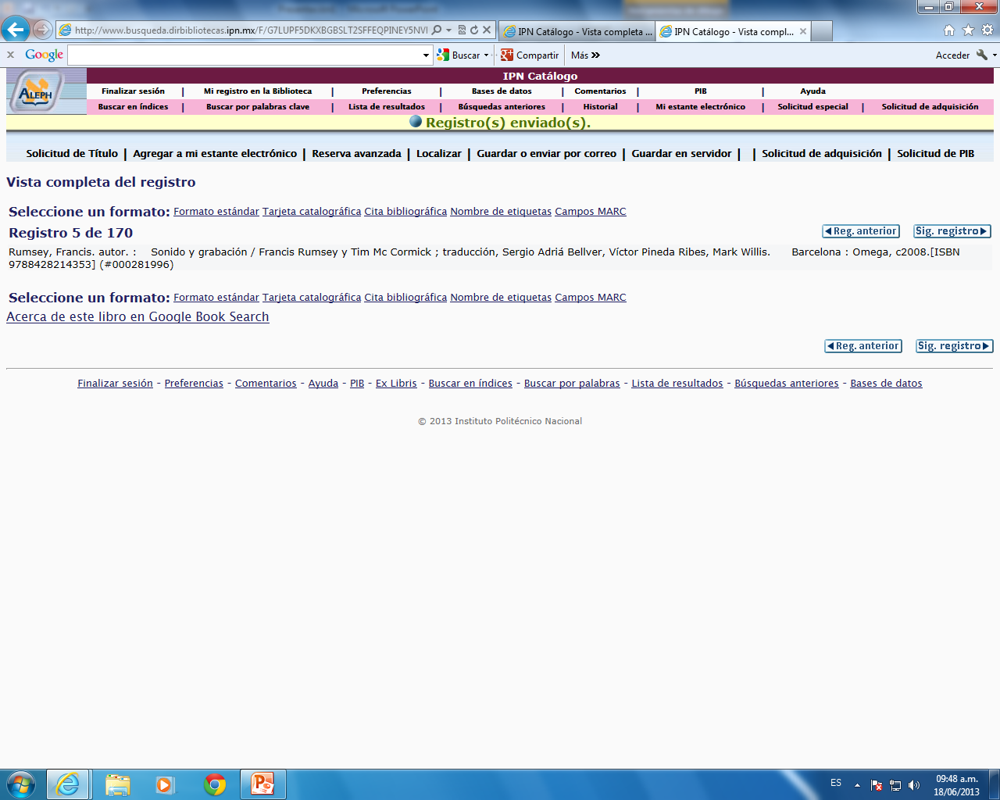 http://www.busqueda.dirbibliotecas.ipn.mx/F/G7LUPF5DKXBGBSLT2SFFEQPINEY5NVI
IPN Catálogo - Vista completa ...
IPN Catálogo - Vista compl...
Google
Buscar
Compartir
Más
Acceder
ALEPH
IPN Catálogo
Finalizar sesión | Mi registro en la Biblioteca | Preferencias | Bases de datos | Comentarios | PIB | Ayuda
Buscar en índices | Buscar por palabras clave | Lista de resultados | Búsquedas anteriores | Historial | Mi estante electrónico | Solicitud especial | Solicitud de adquisición
Registro(s) enviado(s).
Solicitud de Título | Agregar a mi estante electrónico | Reserva avanzada | Localizar | Guardar o enviar por correo | Guardar en servidor | | Solicitud de adquisición | Solicitud de PIB
Vista completa del registro
Seleccione un formato: Formato estándar Tarjeta catalográfica Cita bibliográfica Nombre de etiquetas Campos MARC
Registro 5 de 170
Reg. anterior Sig. registro
Rumsey, Francis. autor. : Sonido y grabación / Francis Rumsey y Tim Mc Cormick ; traducción, Sergio Adriá Bellver, Víctor Pineda Ribes, Mark Willis. Barcelona : Omega, c2008.[ISBN
9788428214353] (#000281996)
Seleccione un formato: Formato estándar Tarjeta catalográfica Cita bibliográfica Nombre de etiquetas Campos MARC
Acerca de este libro en Google Book Search
Reg. anterior Sig. registro
Finalizar sesión - Preferencias - Comentarios - Ayuda - PIB - Ex Libris - Buscar en índices - Buscar por palabras - Lista de resultados - Búsquedas anteriores - Bases de datos
© 2013 Instituto Politécnico Nacional
ES
09:48 a.m.
18/06/2013